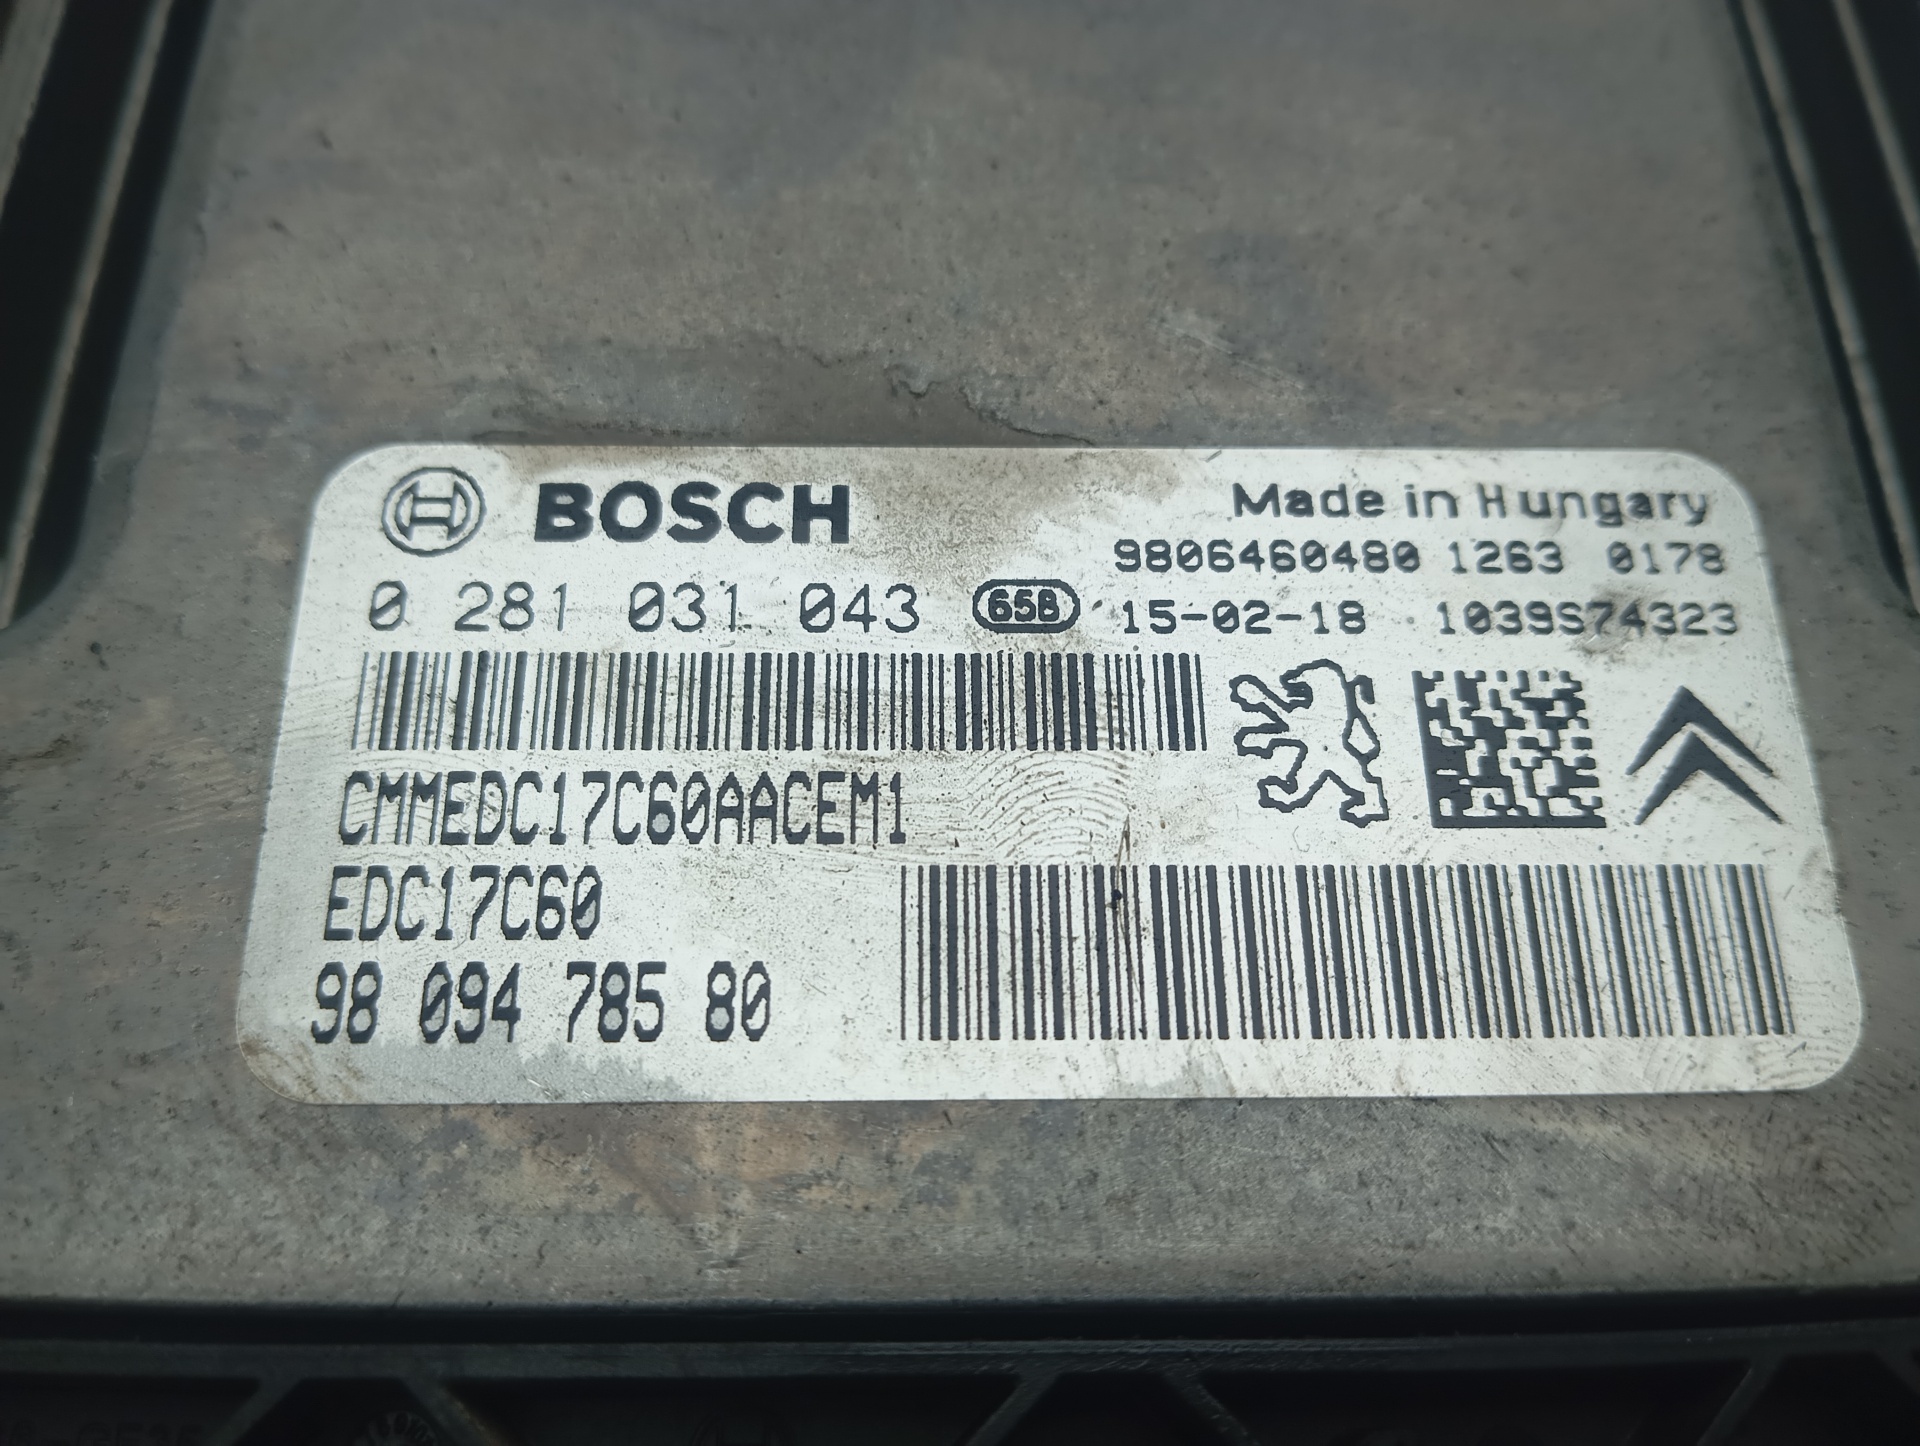 BOSCH
Made in Hungary
9806460480 1263 0178
0 281 031 043 65B 15-02-18 1039S74323
CMMEDC17C60AACEM1
EDC17C60
98 094 785 80